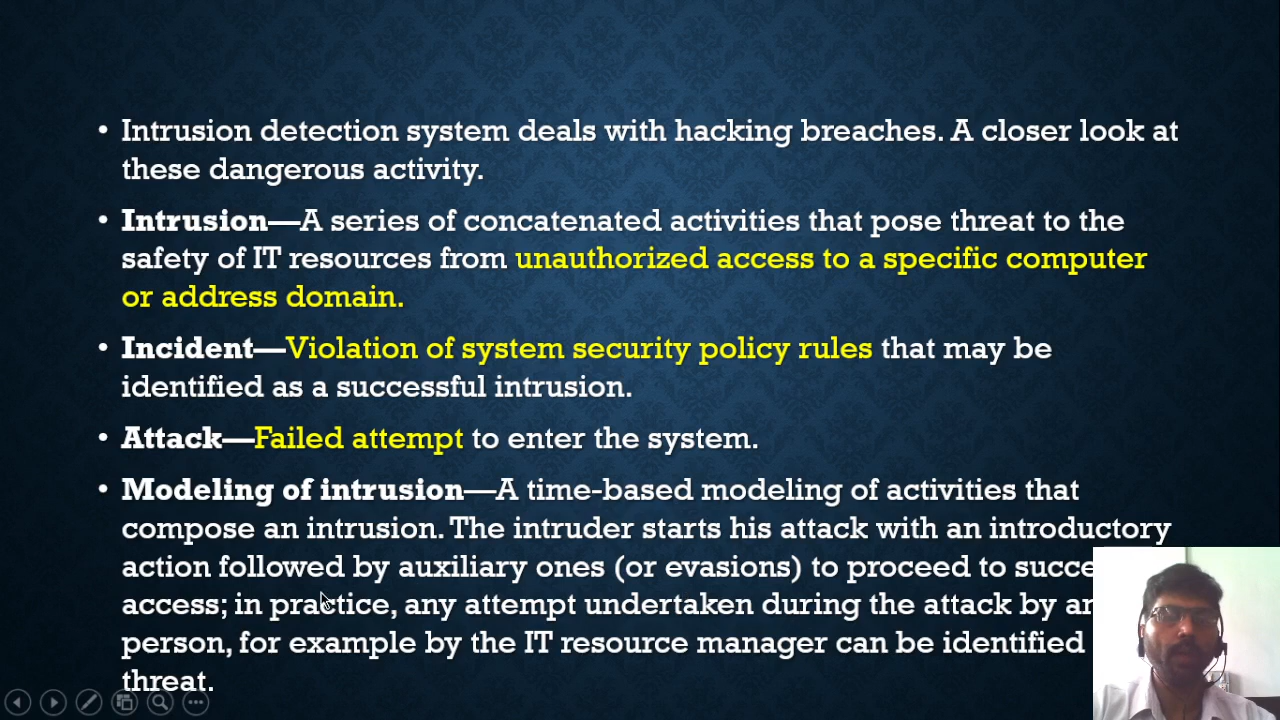 • Intrusion detection system deals with hacking breaches. A closer look at
these dangerous activity.
• Intrusion—A series of concatenated activities that pose threat to the
safety of IT resources from unauthorized access to a specific computer
or address domain.
• Incident—Violation of system security policy rules that may be
identified as a successful intrusion.
• Attack—Failed attempt to enter the system.
• Modeling of intrusion—A time-based modeling of activities that
compose an intrusion. The intruder starts his attack with an introductory
action followed by auxiliary ones (or evasions) to proceed to
access; in practice, any attempt undertaken during the attack by
person, for example by the IT resource manager can be identified
threat.